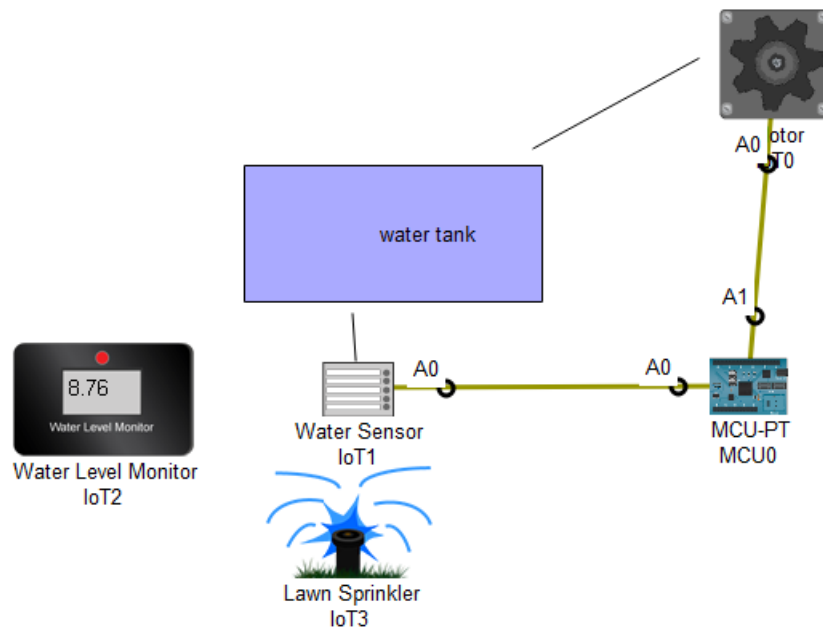 A0
otor
T0
water tank
A1
8.76
Water Level Monitor
A0
A0
Water Sensor
IoT1
MCU-PT
MCU0
Water Level Monitor
IoT2
Lawn Sprinkler
IoT3